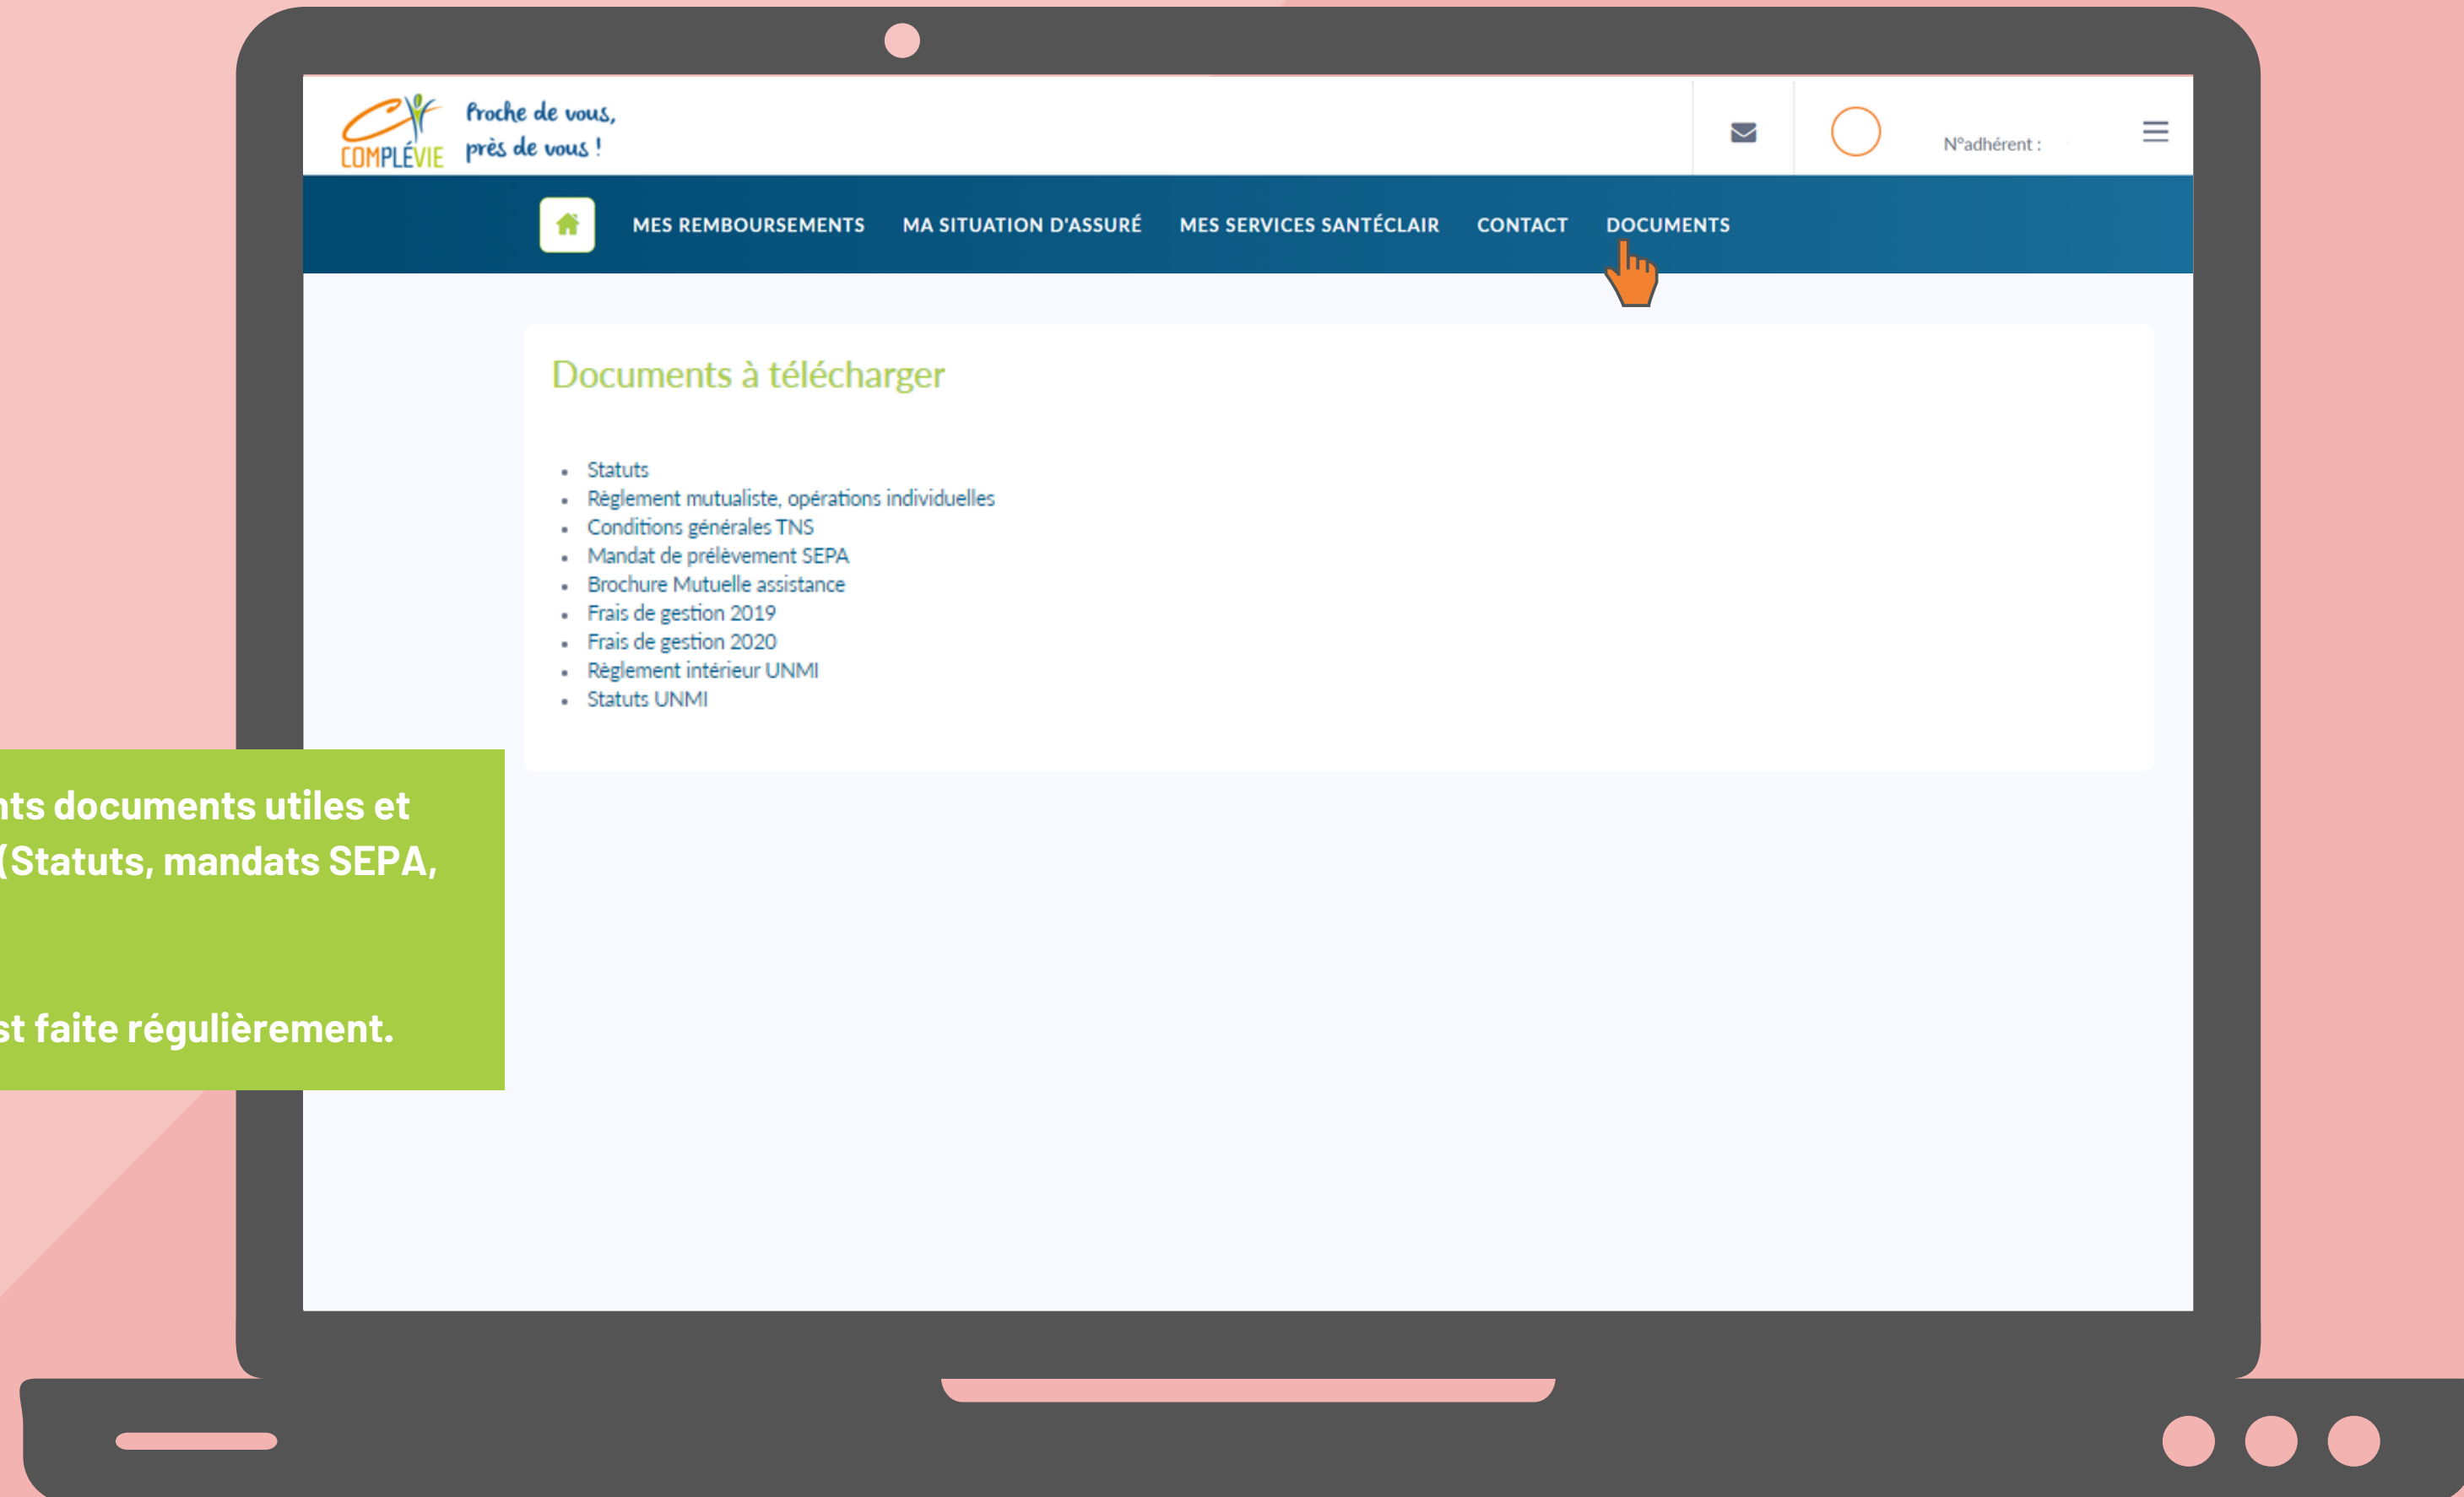 COMPLÉVIE
Proche de vous,
près de vous !
N°adhérent :
MES REMBOURSEMENTS
MA SITUATION D'ASSURÉ
MES SERVICES SANTÉCLAIR
CONTACT
DOCUMENTS
Documents à télécharger
Statuts
Règlement mutualiste, opérations individuelles
Conditions générales TNS
Mandat de prélèvement SEPA
Brochure Mutuelle assistance
Frais de gestion 2019
Frais de gestion 2020
Règlement intérieur UNMI
Statuts UNMI
documents utiles et
(Statuts, mandats SEPA,
faite régulièrement.